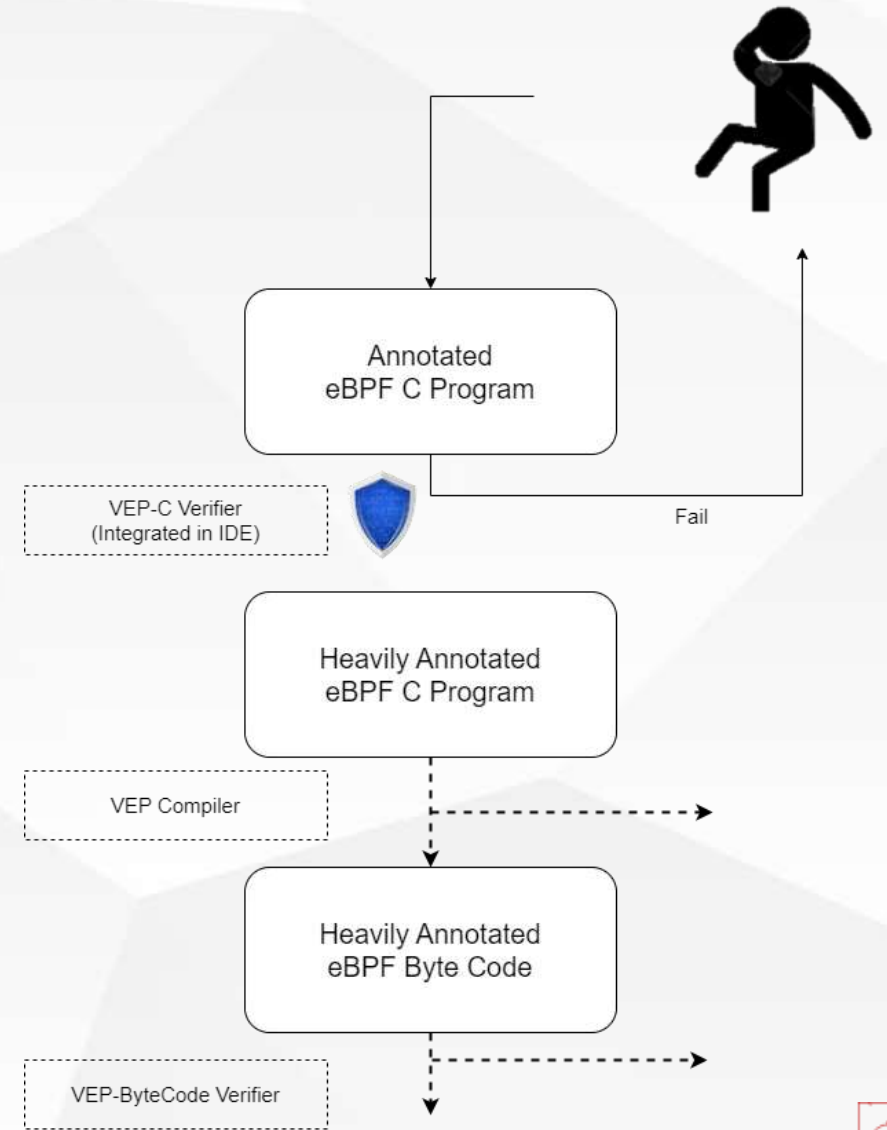 Annotated
eBPF C Program
VEP-C Verifier
(Integrated in IDE)
Fail
Heavily Annotated
eBPF C Program
VEP Compiler
Heavily Annotated
eBPF Byte Code
VEP-ByteCode Verifier